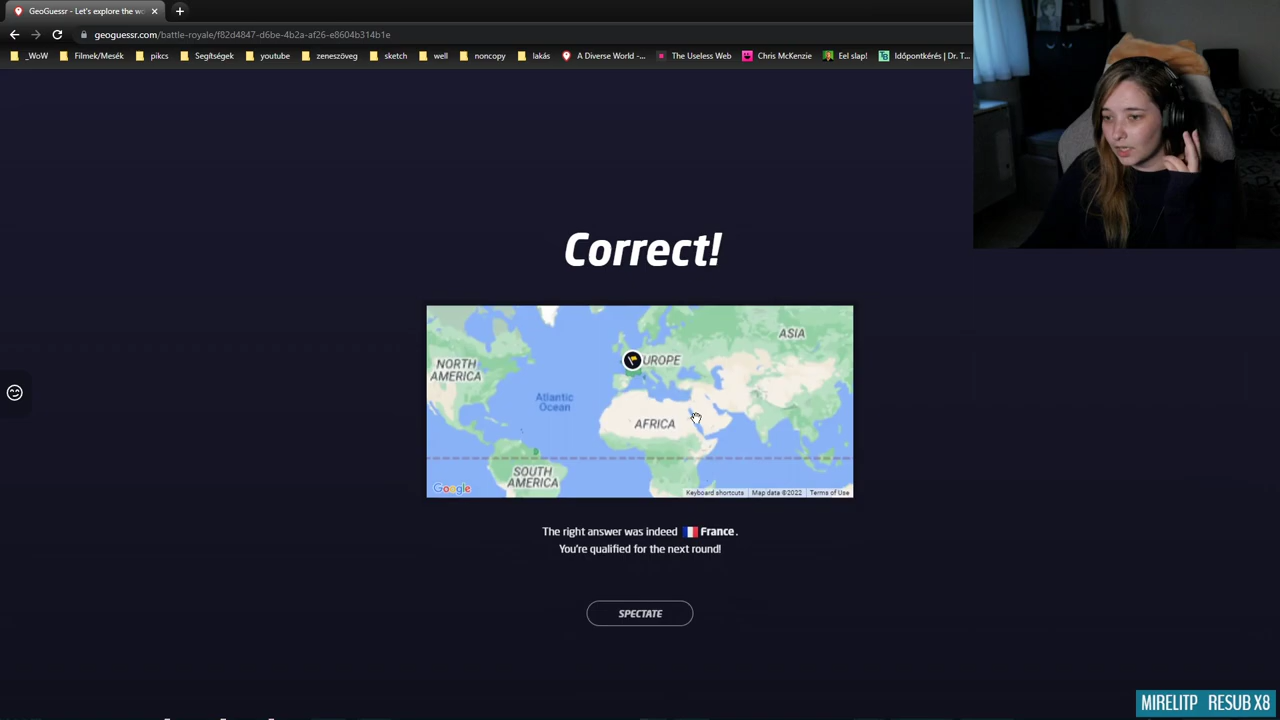 GeoGuessr - Let's explore the wo
geoguessr.com/battle-royale/f82d4847-d6be-4b2a-af26-e8604b314b1e
_WoW
Filmek/Mesék
pikcs
Segítségek
youtube
zeneszöveg
sketch
well
noncopy
lakás
A Diverse World -...
The Useless Web
Chris McKenzie
Eel slap!
Időpontkérés | Dr. T...
Correct!
NORTH AMERICA
EUROPE
ASIA
Atlantic Ocean
AFRICA
SOUTH AMERICA
Google
Keyboard shortcuts
Map data ©2022
Terms of Use
The right answer was indeed France.
You're qualified for the next round!
SPECTATE
MIRELITP RESUB X8